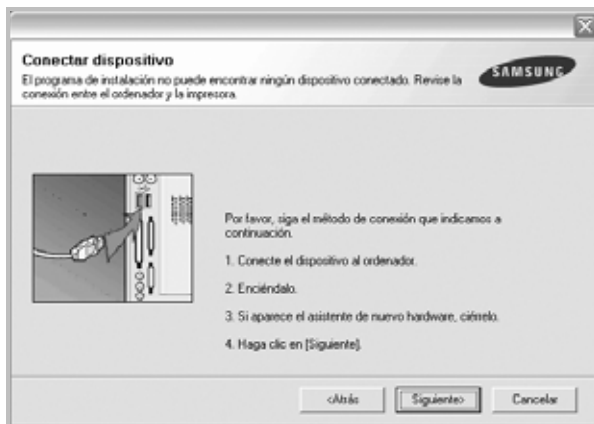 Conectar dispositivo
El programa de instalación no puede encontrar ningún dispositivo conectado. Revise la
conexión entre el ordenador y la impresora.
SAMSUNG
Por favor, siga el método de conexión que indicamos a
continuación.
1. Conecte el dispositivo al ordenador.
2. Enciéndalo.
3. Si aparece el asistente de nuevo hardware, ciérrelo.
4. Haga clic en [Siguiente].
<Atrás
Siguiente>
Cancelar